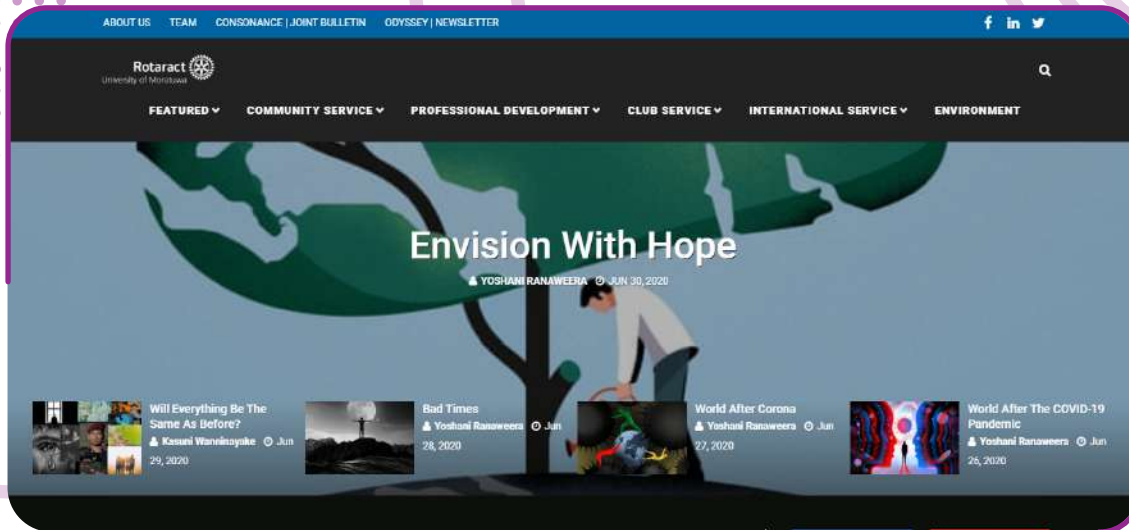 ABOUT US TEAM CONSONANCE | JOINT BULLETIN ODYSSEY | NEWSLETTER
Rotaract
University of Moratuwa
FEATURED COMMUNITY SERVICE PROFESSIONAL DEVELOPMENT CLUB SERVICE INTERNATIONAL SERVICE ENVIRONMENT
Envision With Hope
YOSHANI RANAWEERA JUN 30, 2020
Will Everything Be The
Same As Before?
Kasuni Wanninayake Jun
29, 2020
Bad Times
Yoshani Ranaweera Jun
28, 2020
World After Corona
Yoshani Ranaweera Jun
27, 2020
World After The COVID-19
Pandemic
Yoshani Ranaweera Jun
26, 2020